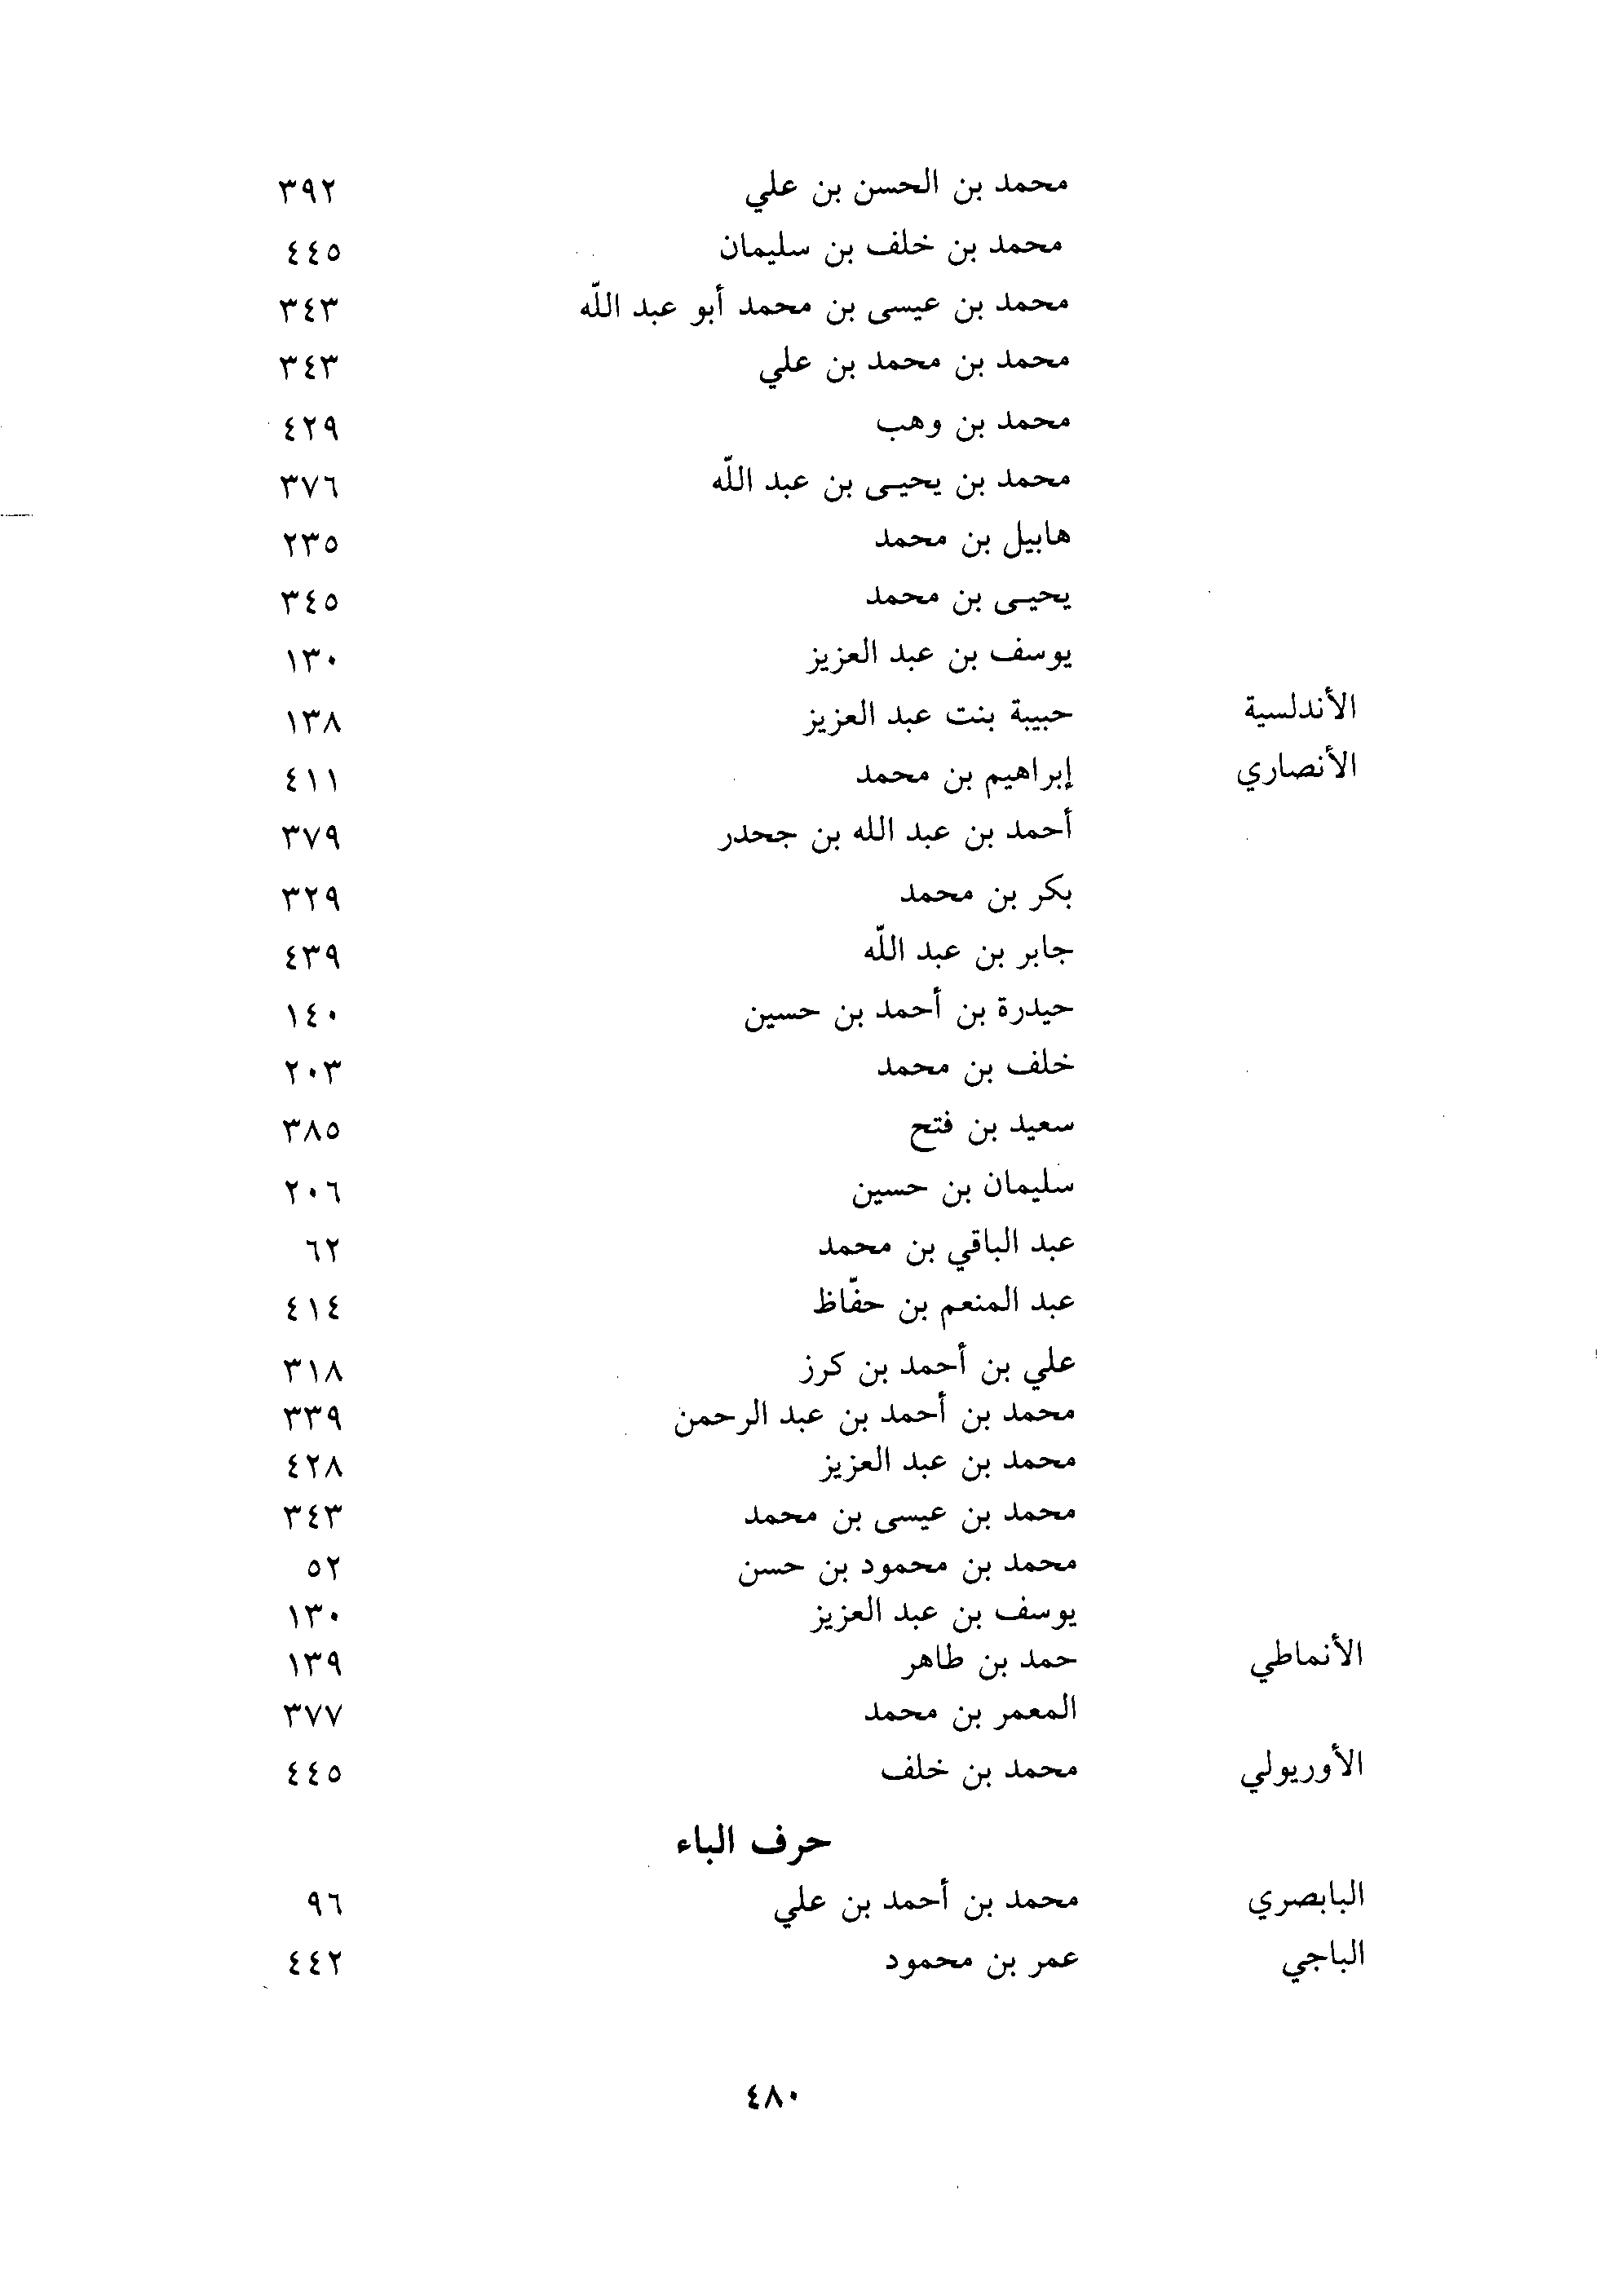 محمد بن الحسن بن علي ٣٩٢
محمد بن خلف بن سليمان ٤٤٥
محمد بن عيسى بن محمد أبو عبد اللّه ٣٤٣
محمد بن محمد بن علي ٣٤٣
محمد بن وهب ٤٢٩
محمد بن يحيى بن عبد اللّه ٣٧٦
هابيل بن محمد ٢٣٥
يحيى بن محمد ٣٤٥
يوسف بن عبد العزيز ١٣٠
الأندلسية حبيبة بنت عبد العزيز ١٣٨
الأنصاري إبراهيم بن محمد ٤١١
أحمد بن عبد الله بن جحدر ٣٧٩
بكر بن محمد ٣٢٩
جابر بن عبد اللّه ٤٣٩
حيدرة بن أحمد بن حسين ١٤٠
خلف بن محمد ٢٠٣
سعيد بن فتح ٣٨٥
سليمان بن حسين ٢٠٦
عبد الباقي بن محمد ٦٢
عبد المنعم بن حفّاظ ٤١٤
علي بن أحمد بن كرز ٣١٨
محمد بن أحمد بن عبد الرحمن ٣٣٩
محمد بن عبد العزيز ٤٢٨
محمد بن عيسى بن محمد ٣٤٣
محمد بن محمود بن حسن ٥٢
يوسف بن عبد العزيز ١٣٠
الأنماطي حمد بن طاهر ١٣٩
المعمر بن محمد ٣٧٧
الأوريولي محمد بن خلف ٤٤٥
حرف الباء
البابصري محمد بن أحمد بن علي ٩٦
الباجي عمر بن محمود ٤٤٢
٤٨٠